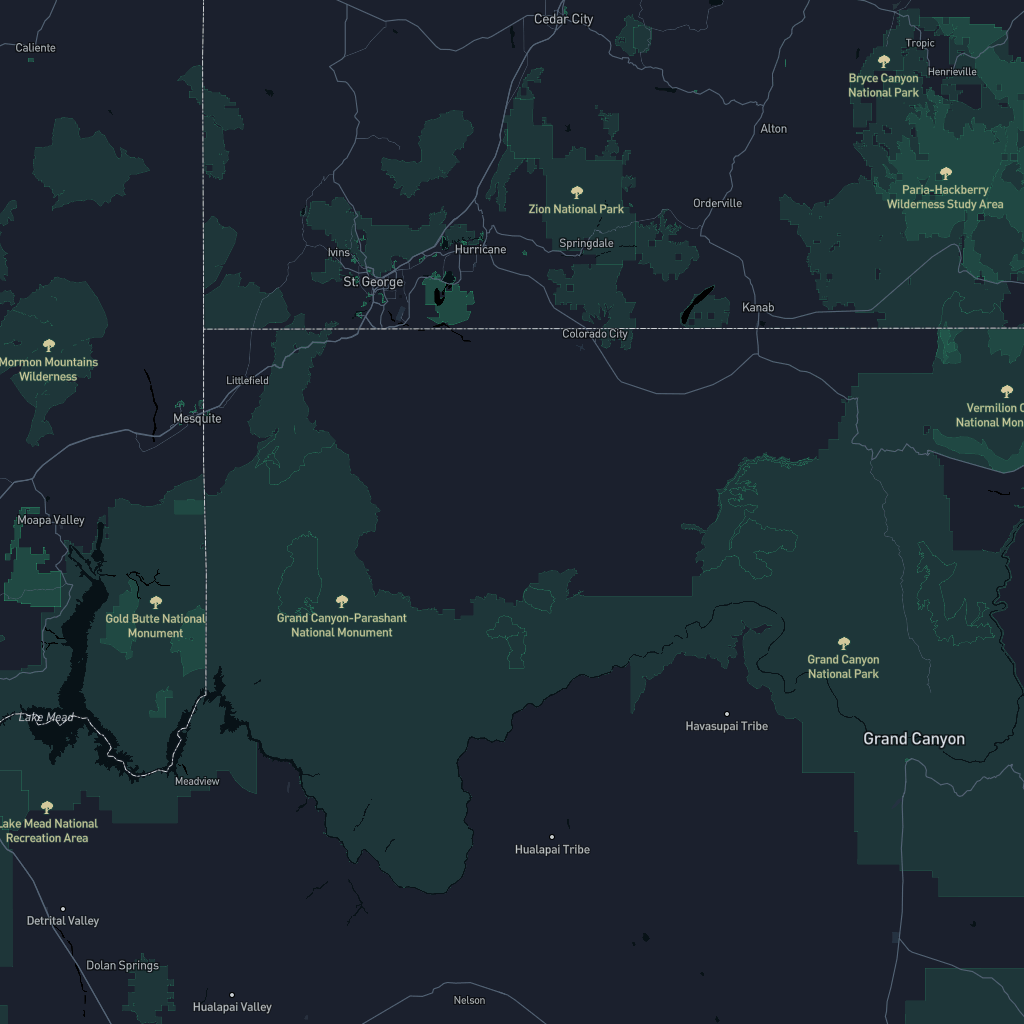 Cedar City
Caliente
Tropic
Henrieville
Bryce Canyon
National Park
Alton
Paria-Hackberry
Wilderness Study Area
Zion National Park
Orderville
Springdale
Hurricane
Ivins
St. George
Kanab
Colorado City
Mormon Mountains
Wilderness
Littlefield
Mesquite
Vermilion C
National Mon
Moapa Valley
Gold Butte National
Monument
Grand Canyon-Parashant
National Monument
Grand Canyon
National Park
Lake Mead
Havasupai Tribe
Grand Canyon
Meadview
Lake Mead National
Recreation Area
Hualapai Tribe
Detrital Valley
Dolan Springs
Hualapai Valley
Nelson